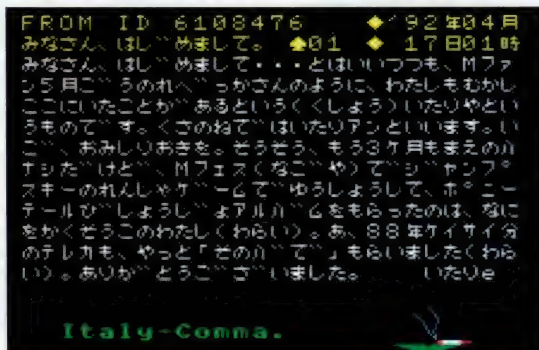 FROM ID 6108476 ◆'92年04月
みなさん、はじめまして。 ♠01 ◆ 17日01時
みなさん、はじめまして・・・とはいいつつも、Mファ
ン5月ごうのれべっかさんのように、わたしもむかし
ここにいたことがあるという(くしょう)いたりやとい
うものです。くさのねではいたりアンといいます。い
ご、おみしりおきを。そうそう、もう3ケ月もまえのハ
ナシだけど、Mフェス(なごや)でジャンプ
スキーのれんしゃゲームでゆうしょうして、ポニー
テールびしょうじょアルバムをもらったのは、なに
をかくそうこのわたし(わらい)。あ、88年ケイサイ分
のテレカも、やっと「そのバで」もらいました(わら
い)。ありがとうございました。 いたりe
Italy-Comma.